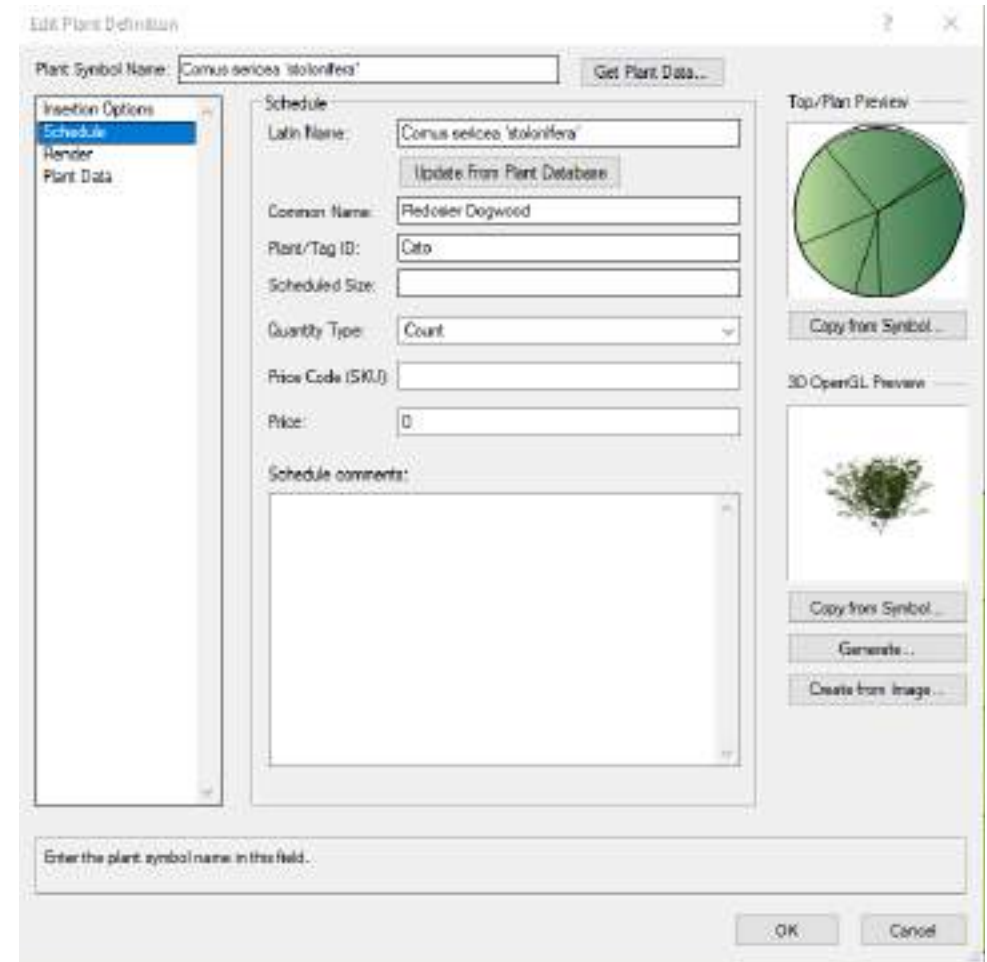 Edit Plant Definition
?
Plant Symbol Name: Cornus sericea 'stolonifera'
Get Plant Data...
Insertion Options
Schedule
Render
Plant Data
Schedule
Latin Name: Cornus sericea 'stolonifera'
Update From Plant Database
Common Name: Redosier Dogwood
Plant/Tag ID:
Scheduled Size:
Quantity Type: Count
Price Code (SKU)
Price: 0
Schedule comments:
Top/Plan Preview
Copy from Symbol...
3D OpenGL Preview
Copy from Symbol...
Generate...
Create from Image...
Enter the plant symbol name in this field.
OK
Cancel